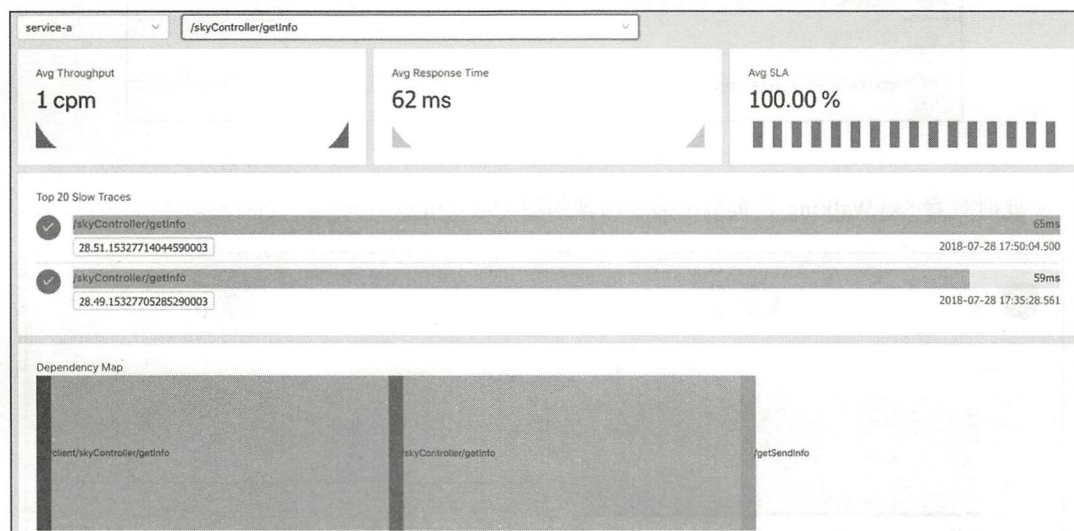 service-a
/skyController/getInfo
Avg Throughput
1 cpm
Avg Response Time
62 ms
Avg SLA
100.00 %
Top 20 Slow Traces
/skyController/getInfo
65ms
28.51.15327714044590003
2018-07-28 17:50:04.500
/skyController/getInfo
59ms
28.49.15327705285290003
2018-07-28 17:35:28.561
Dependency Map
/client/skyController/getInfo
/skyController/getInfo
/getSendInfo